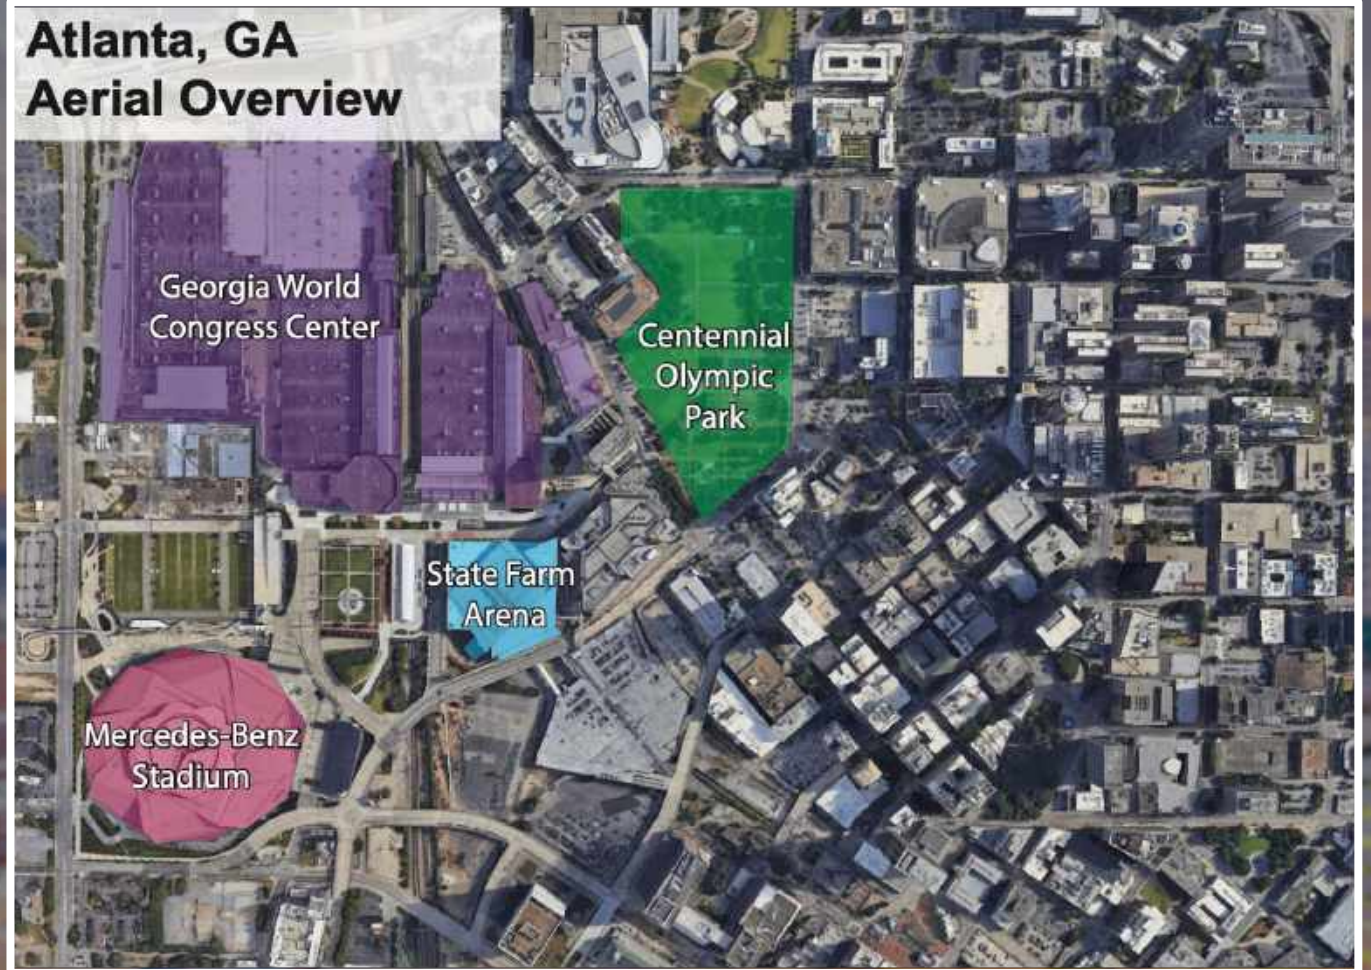 Atlanta, GA
Aerial Overview
Georgia World
Congress Center
Centennial
Olympic
Park
State Farm
Arena
Mercedes-Benz
Stadium